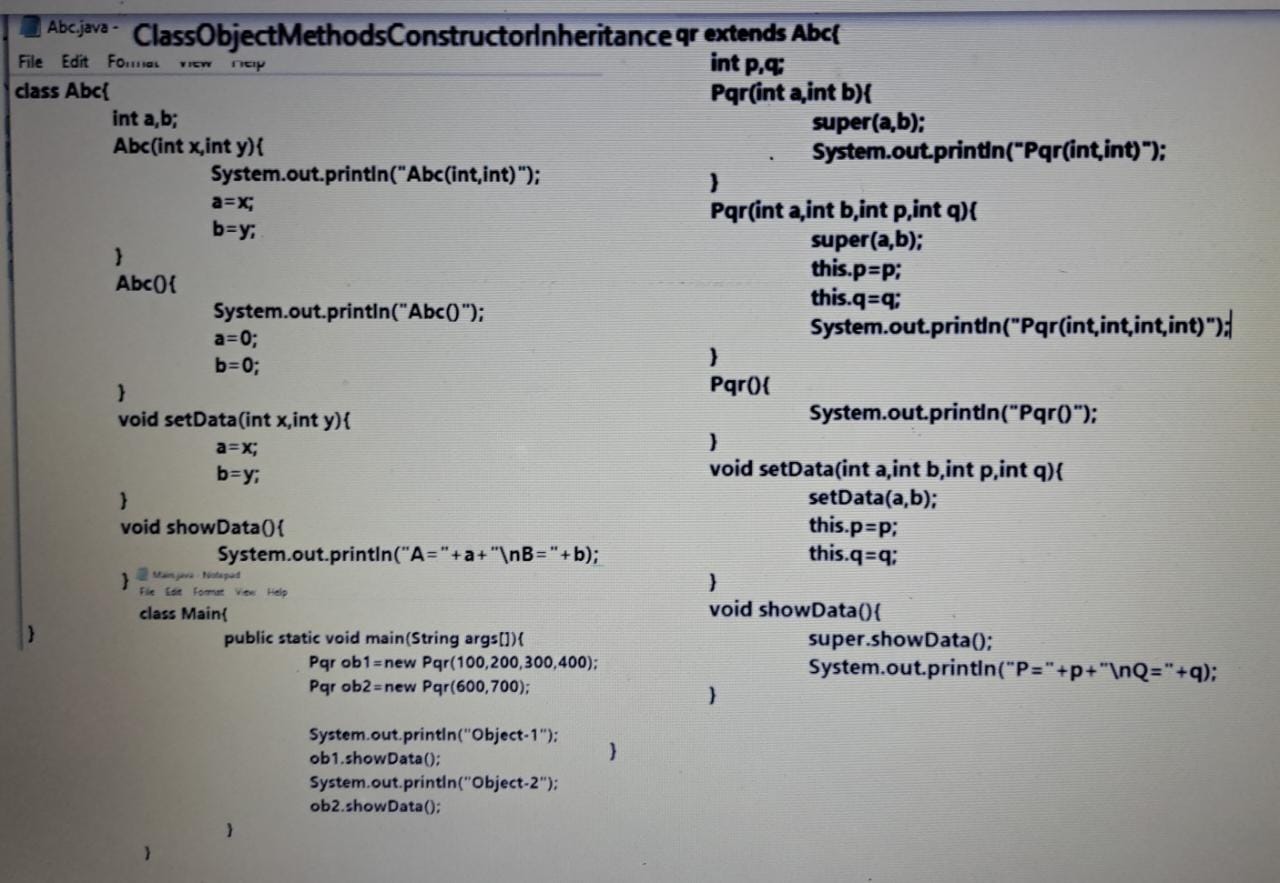 Abc.java -
ClassObjectMethodsConstructorInheritance
File Edit Format View Help
class Abc{
int a,b;
Abc(int x,int y){
System.out.println("Abc(int,int)");
a=x;
b=y;
}
Abc(){
System.out.println("Abc()");
a=0;
b=0;
}
void setData(int x,int y){
a=x;
b=y;
}
void showData(){
System.out.println("A="+a+"\nB="+b);
}
}
Main.java - Notepad
File Edit Format View Help
class Main{
public static void main(String args[]){
Pqr ob1=new Pqr(100,200,300,400);
Pqr ob2=new Pqr(600,700);
System.out.println("Object-1");
ob1.showData();
System.out.println("Object-2");
ob2.showData();
}
}
qr extends Abc{
int p,q;
Pqr(int a,int b){
super(a,b);
System.out.println("Pqr(int,int)");
}
Pqr(int a,int b,int p,int q){
super(a,b);
this.p=p;
this.q=q;
System.out.println("Pqr(int,int,int,int)");
}
Pqr(){
System.out.println("Pqr()");
}
void setData(int a,int b,int p,int q){
setData(a,b);
this.p=p;
this.q=q;
}
void showData(){
super.showData();
System.out.println("P="+p+"\nQ="+q);
}
}